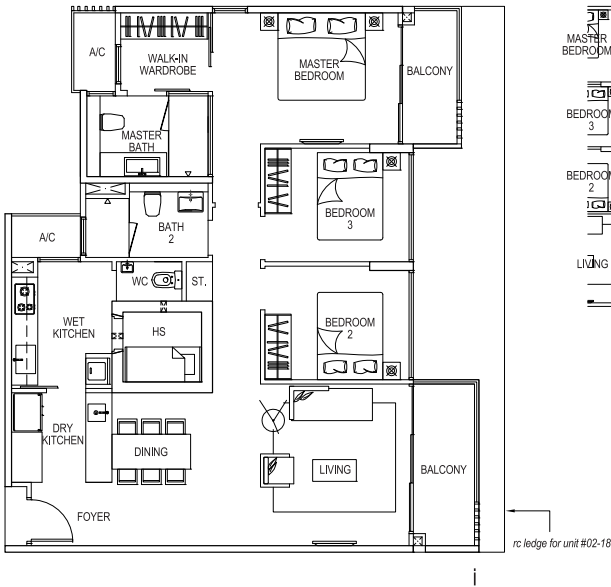 A/C
WALK-IN
WARDROBE
MASTER
BEDROOM
BALCONY
MASTER
BATH
BEDROOM
3
A/C
BATH
2
WC
ST.
WET
KITCHEN
HS
BEDROOM
2
DRY
KITCHEN
DINING
LIVING
BALCONY
FOYER
rc ledge for unit #02-18
i
MASTER
BEDROOM
BEDROOM
3
BEDROOM
2
LIVING